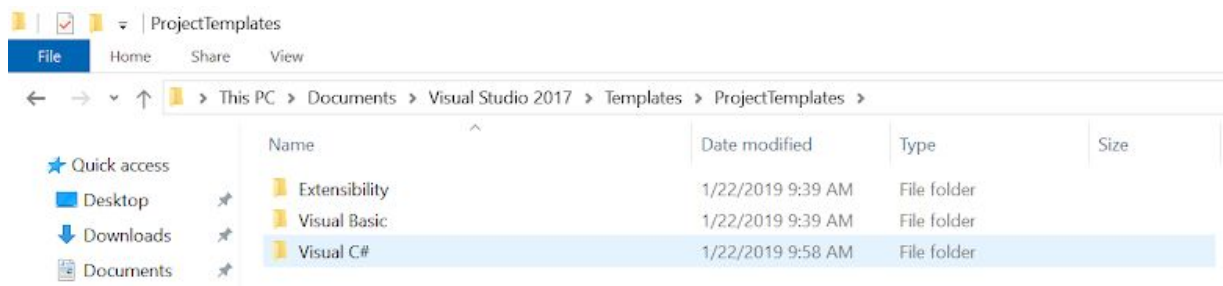 ProjectTemplates
File Home Share View
This PC > Documents > Visual Studio 2017 > Templates > ProjectTemplates >
Name Date modified Type Size
Quick access
Desktop
Downloads
Documents
Extensibility 1/22/2019 9:39 AM File folder
Visual Basic 1/22/2019 9:39 AM File folder
Visual C# 1/22/2019 9:58 AM File folder